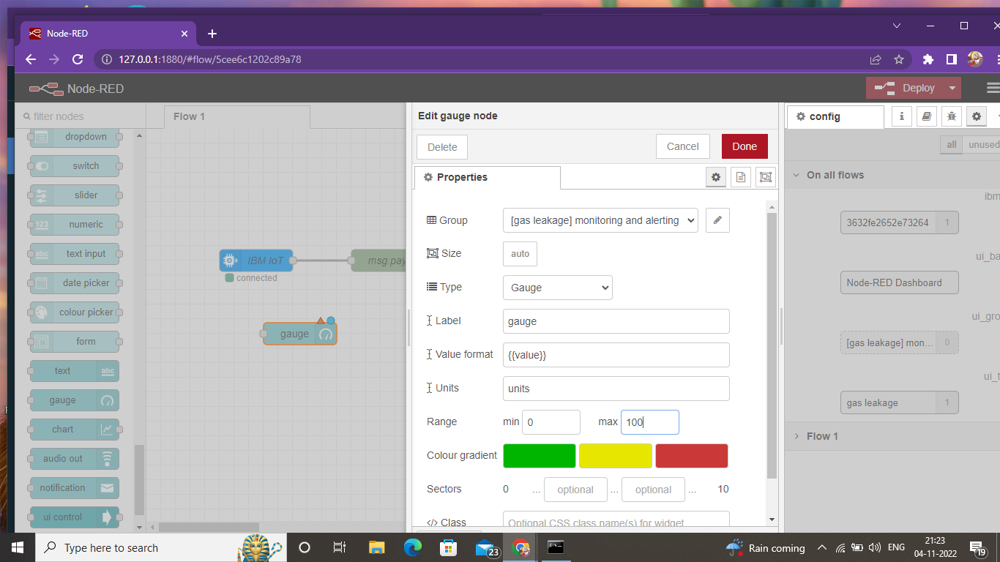 Node-RED
127.0.0.1:1880/#flow/5cee6c1202c89a78
Node-RED
Deploy
filter nodes
Flow 1
Edit gauge node
config
Delete
Cancel
Done
all
unused
dropdown
switch
slider
123 numeric
abc text input
date picker
colour picker
form
text abc
gauge
chart
audio out
notification
ui control
IBM IoT
msg.pay
connected
gauge
Properties
Group [gas leakage] monitoring and alerting
Size auto
Type Gauge
Label gauge
Value format {{value}}
Units units
Range min 0 max 100
Colour gradient
Sectors 0 ... optional ... optional ... 10
</> Class Optional CSS class name(s) for widget
On all flows
ibm
3632fe2652e73264 1
ui_ba
Node-RED Dashboard
ui_gro
[gas leakage] mon... 0
ui_t
gas leakage 1
Flow 1
Type here to search
23
Rain coming
ENG
21:23
04-11-2022
19